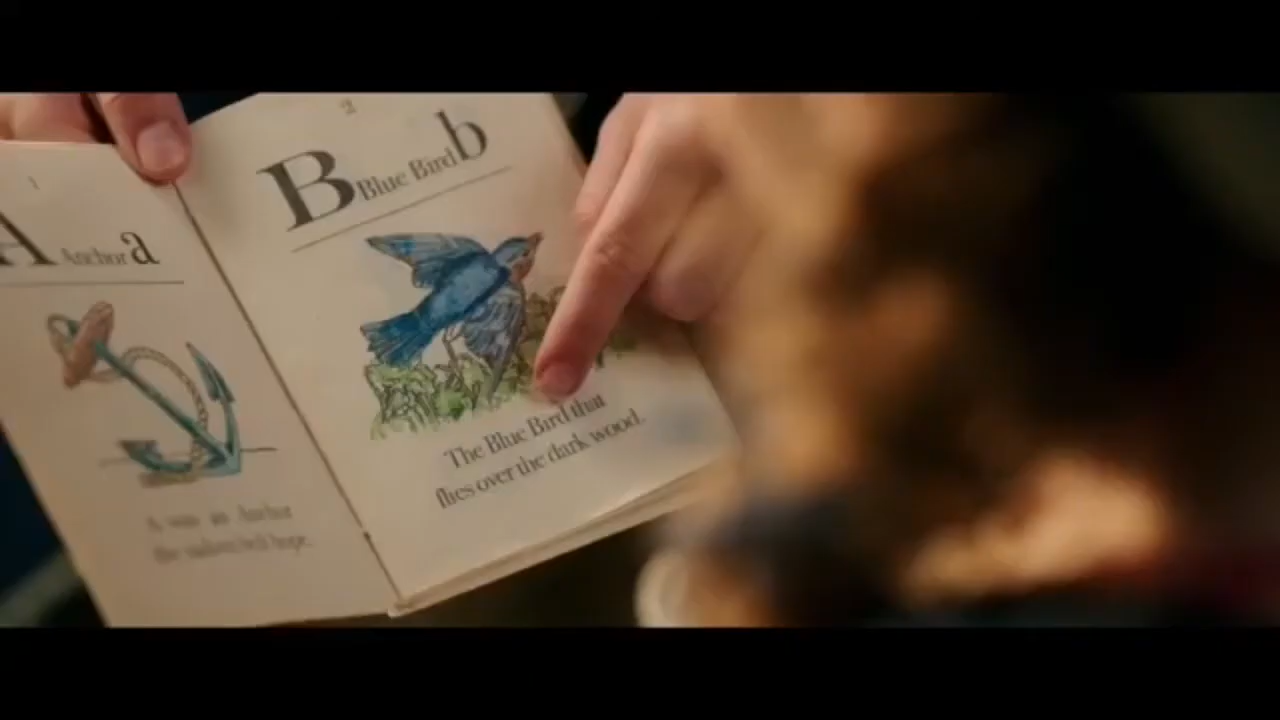 1
A Anchor a
2
B Blue Bird b
The Blue Bird that
flies over the dark wood.